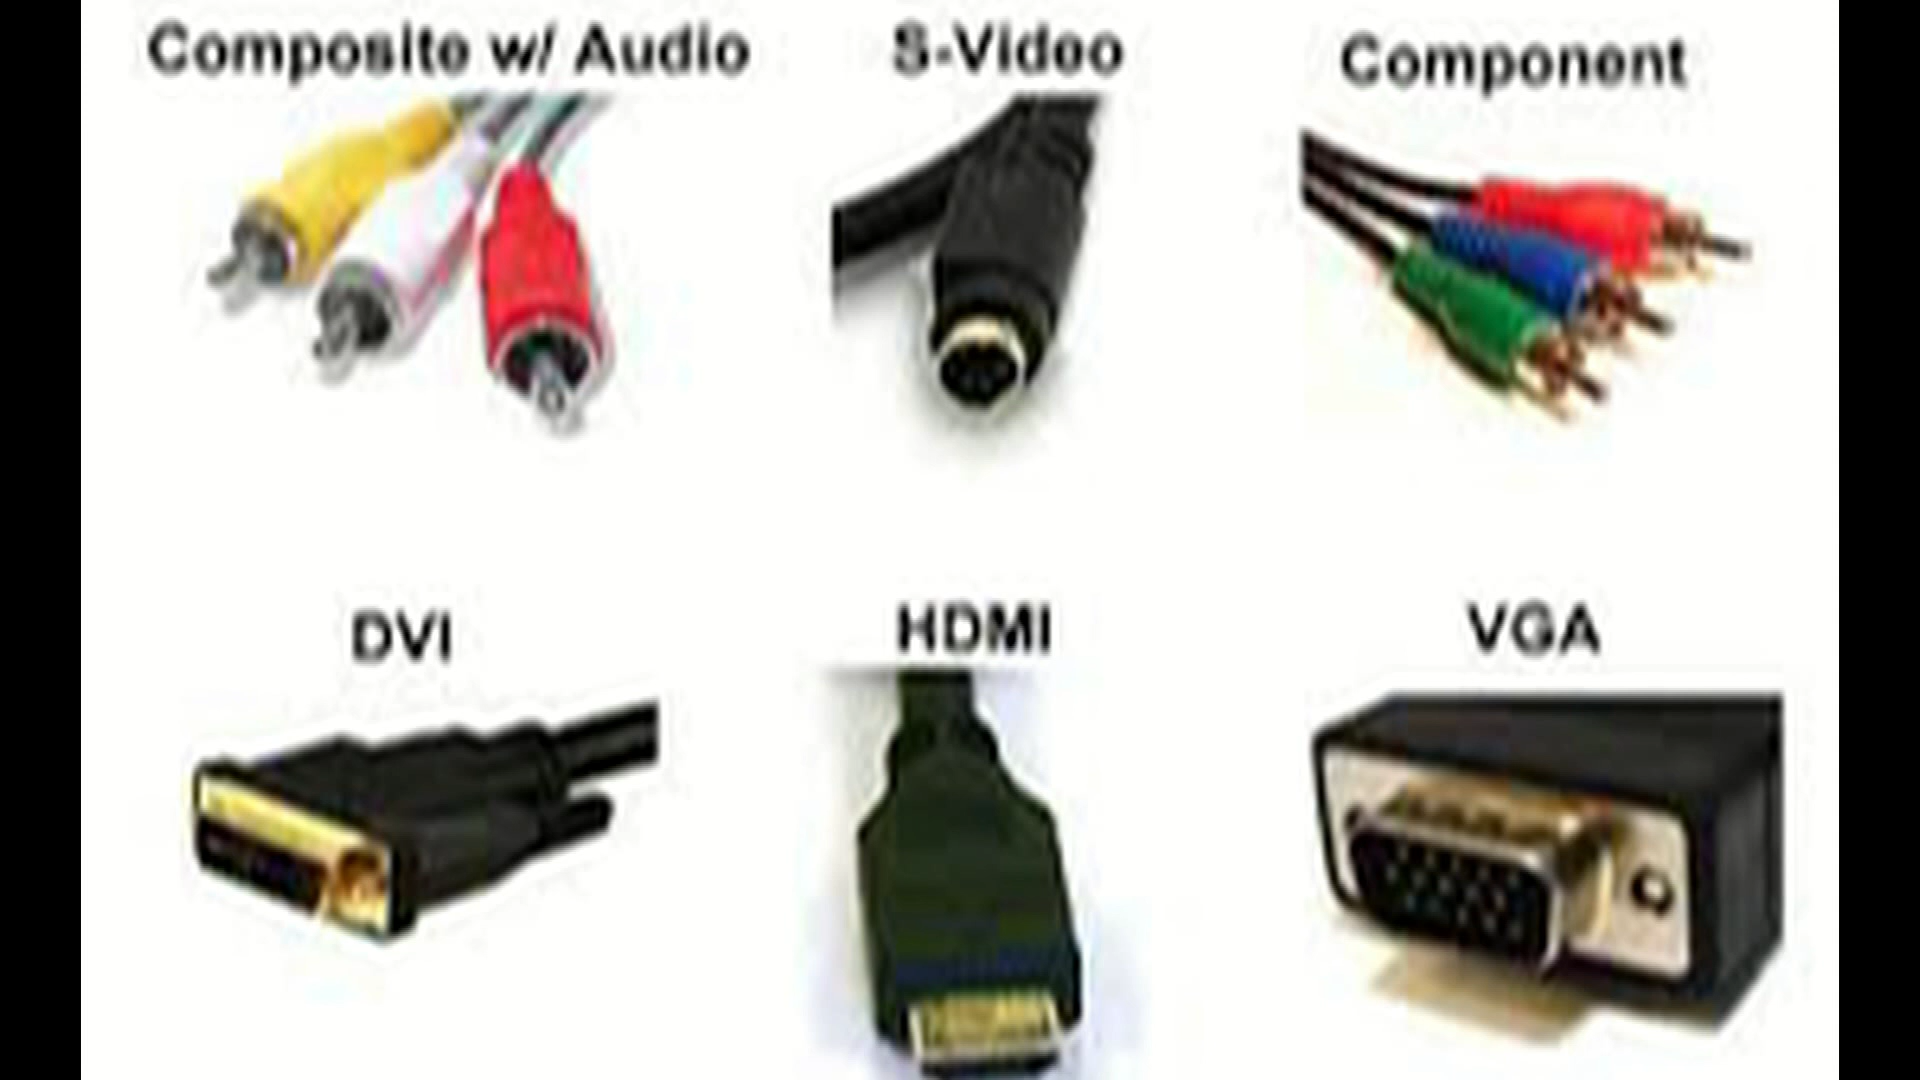 Composite w/ Audio
S-Video
Component
DVI
HDMI
VGA